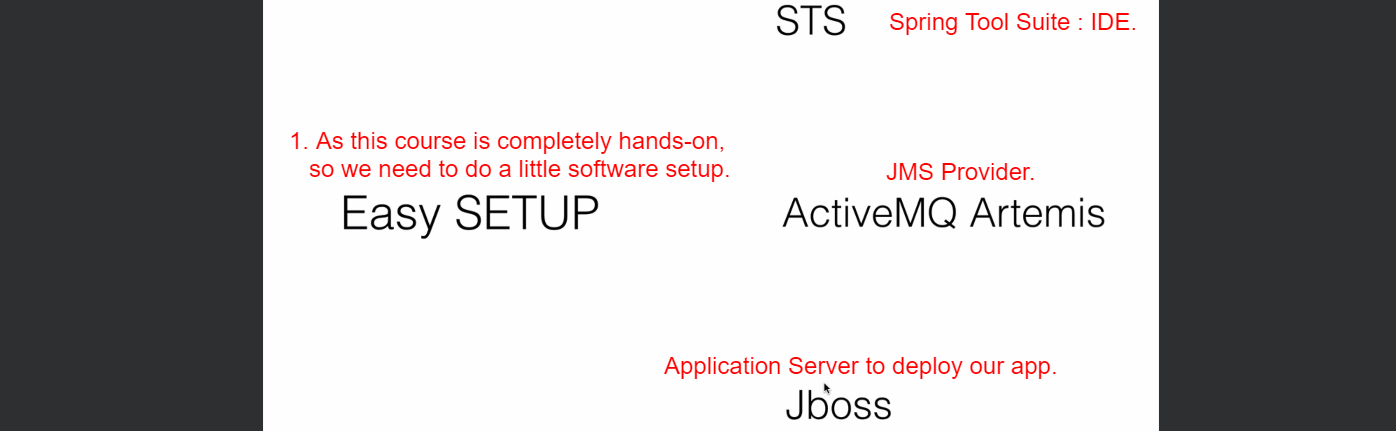 STS Spring Tool Suite : IDE.
1. As this course is completely hands-on,
so we need to do a little software setup.
Easy SETUP
JMS Provider.
ActiveMQ Artemis
Application Server to deploy our app.
Jboss